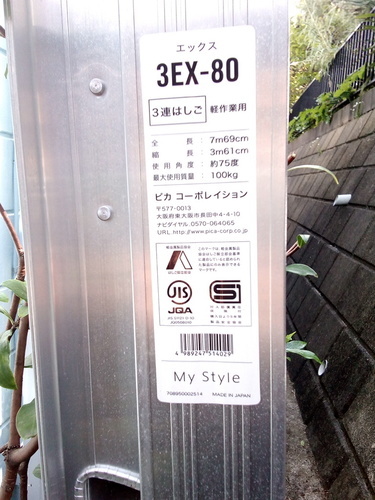 エックス
3EX-80
3連はしご 軽作業用
全長 : 7m69cm
縮長 : 3m61cm
使用角度 : 約75度
最大使用質量 : 100kg
ピカ コーポレイション
〒577-0013
大阪府東大阪市長田中4-4-10
ナビダイヤル.0570-064065
URL http://www.pica-corp.co.jp
JIS
JQA
4 989247 514029
My Style
708950002514 MADE IN JAPAN